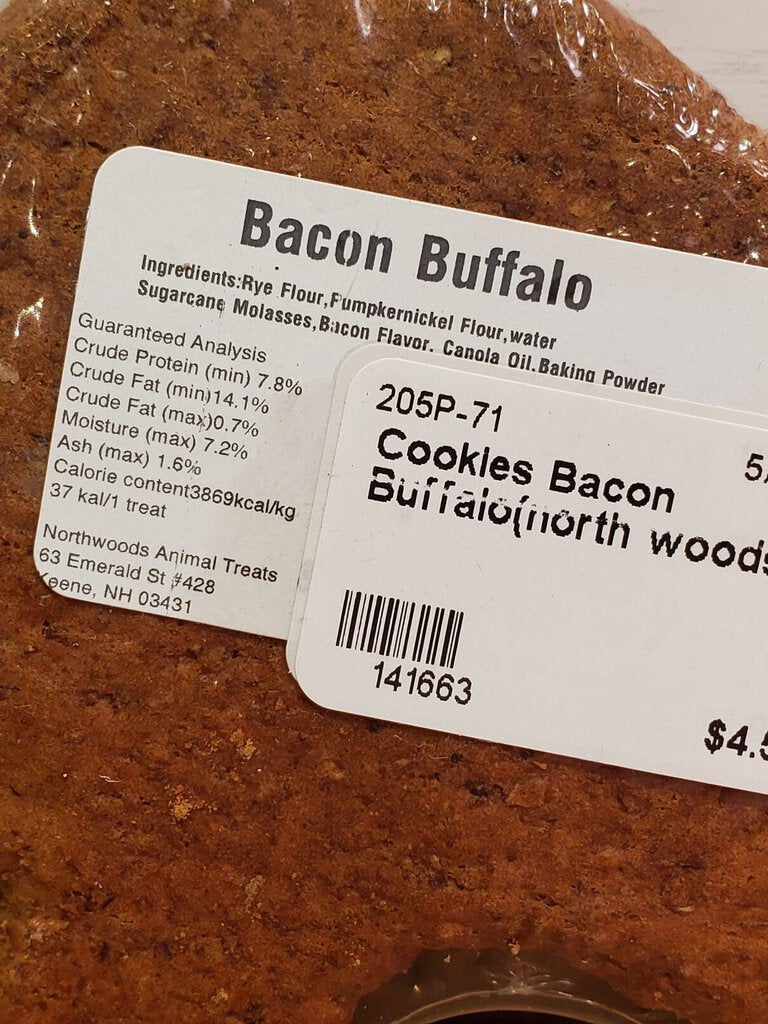 Bacon Buffalo
Ingredients:Rye Flour,Pumpkernickel Flour,water
Sugarcane Molasses,Bacon Flavor, Canola Oil,Baking Powder
Guaranteed Analysis
Crude Protein (min) 7.8%
Crude Fat (min)14.1%
Crude Fat (max)0.7%
Moisture (max) 7.2%
Ash (max) 1.6%
Calorie content3869kcal/kg
37 kal/1 treat
Northwoods Animal Treats
63 Emerald St #428
Keene, NH 03431
205P-71
Cookies Bacon
Buffalo(north woods
141663
$4.5